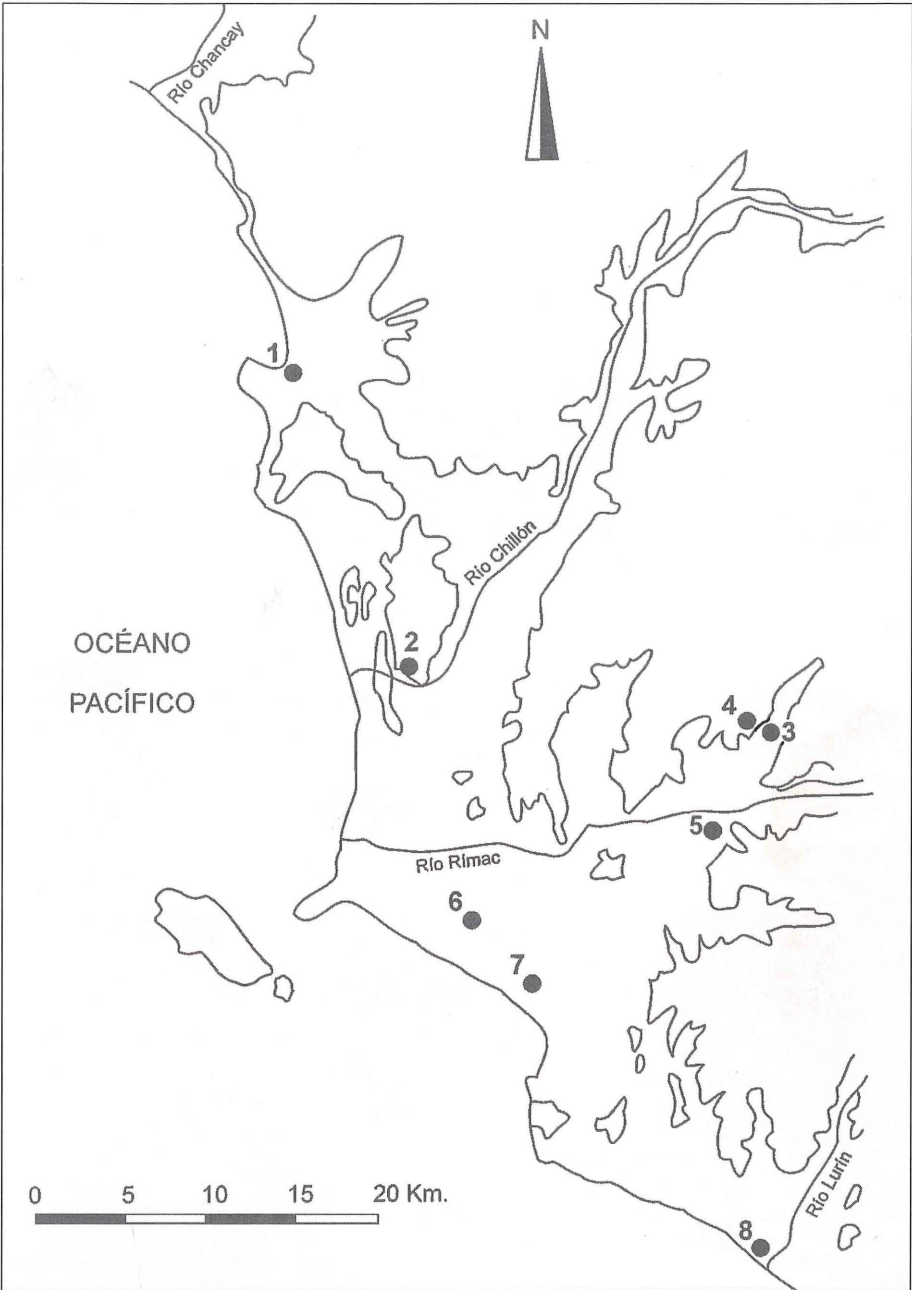 Río Chancay
N
1
Río Chillón
OCÉANO
PACÍFICO
2
4
3
5
Río Rímac
6
7
Río Lurín
0 5 10 15 20 Km.
8